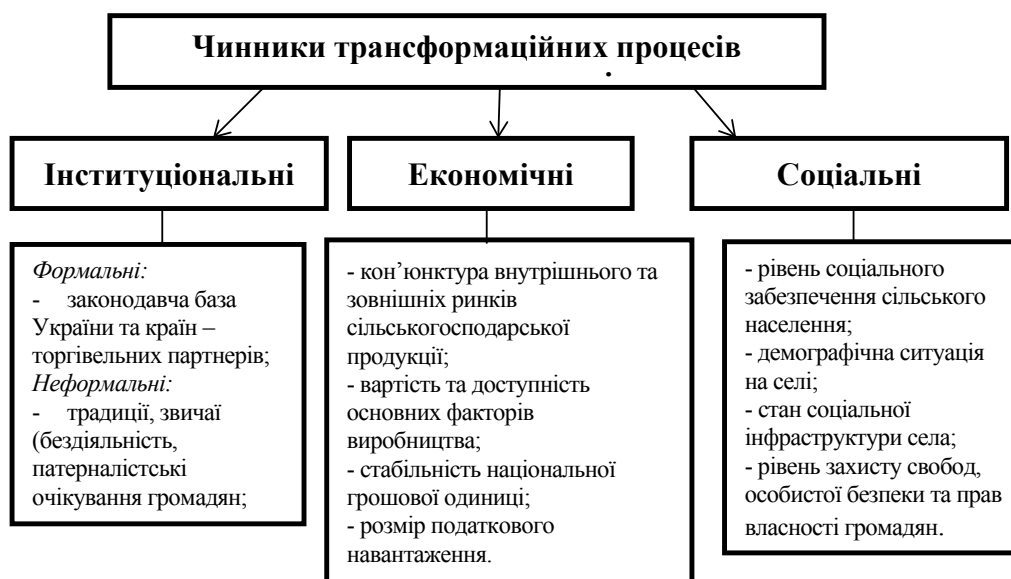 Чинники трансформаційних процесів
.
Інституціональні
Економічні
Соціальні
Формальні:
- законодавча база
України та країн –
торгівельних партнерів;
Неформальні:
- традиції, звичаї
(бездіяльність,
патерналістські
очікування громадян;
- кон’юнктура внутрішнього та
зовнішніх ринків
сільськогосподарської
продукції;
- вартість та доступність
основних факторів
виробництва;
- стабільність національної
грошової одиниці;
- розмір податкового
навантаження.
- рівень соціального
забезпечення сільського
населення;
- демографічна ситуація
на селі;
- стан соціальної
інфраструктури села;
- рівень захисту свобод,
особистої безпеки та прав
власності громадян.